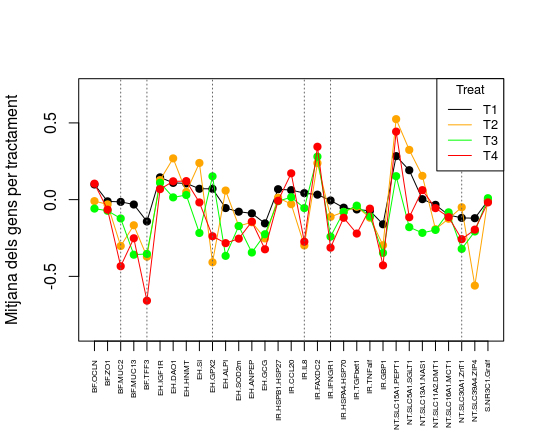 Mitjana dels gens per tractament
0.5
0.0
-0.5
Treat
T1
T2
T3
T4
BF.OCLN
BF.ZO1
BF.MUC2
BF.MUC13
BF.TFF3
EH.IGF1R
EH.DAO1
EH.HNMT
EH.SI
EH.GPX2
EH.ALPI
EH.SOD2m
EH.ANPEP
EH.GCG
IR.HSPB1.HSP27
IR.CCL20
IR.IL8
IR.FAXDC2
IR.IFNGR1
IR.HSPA4.HSP70
IR.TGFbet1
IR.TNFalf
IR.GBP1
NT.SLC15A1.PEPT1
NT.SLC5A1.SGLT1
NT.SLC13A1.NAS1
NT.SLC11A2.DMT1
NT.SLC16A1.MCT1
NT.SLC30A1.ZnT1
NT.SLC39A4.ZIP4
S.NR3C1.Gralf